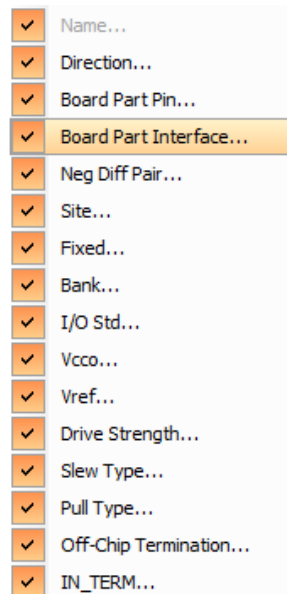 Name...
Direction...
Board Part Pin...
Board Part Interface...
Neg Diff Pair...
Site...
Fixed...
Bank...
I/O Std...
Vcco...
Vref...
Drive Strength...
Slew Type...
Pull Type...
Off-Chip Termination...
IN_TERM...